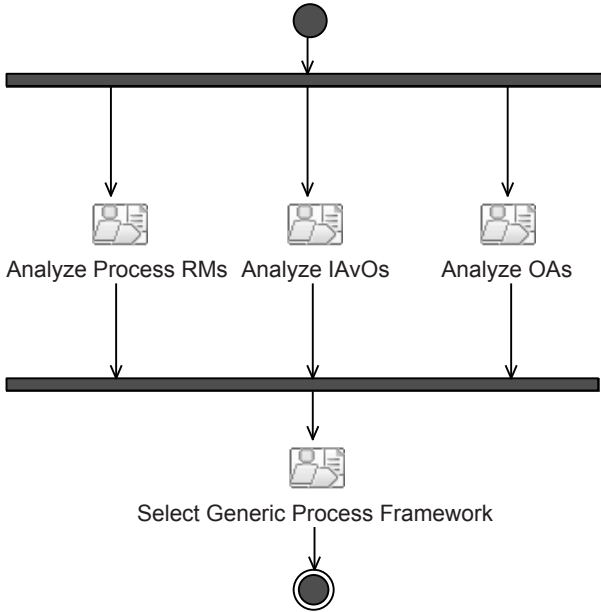 Analyze Process RMs
Analyze IAvOs
Analyze OAs
Select Generic Process Framework